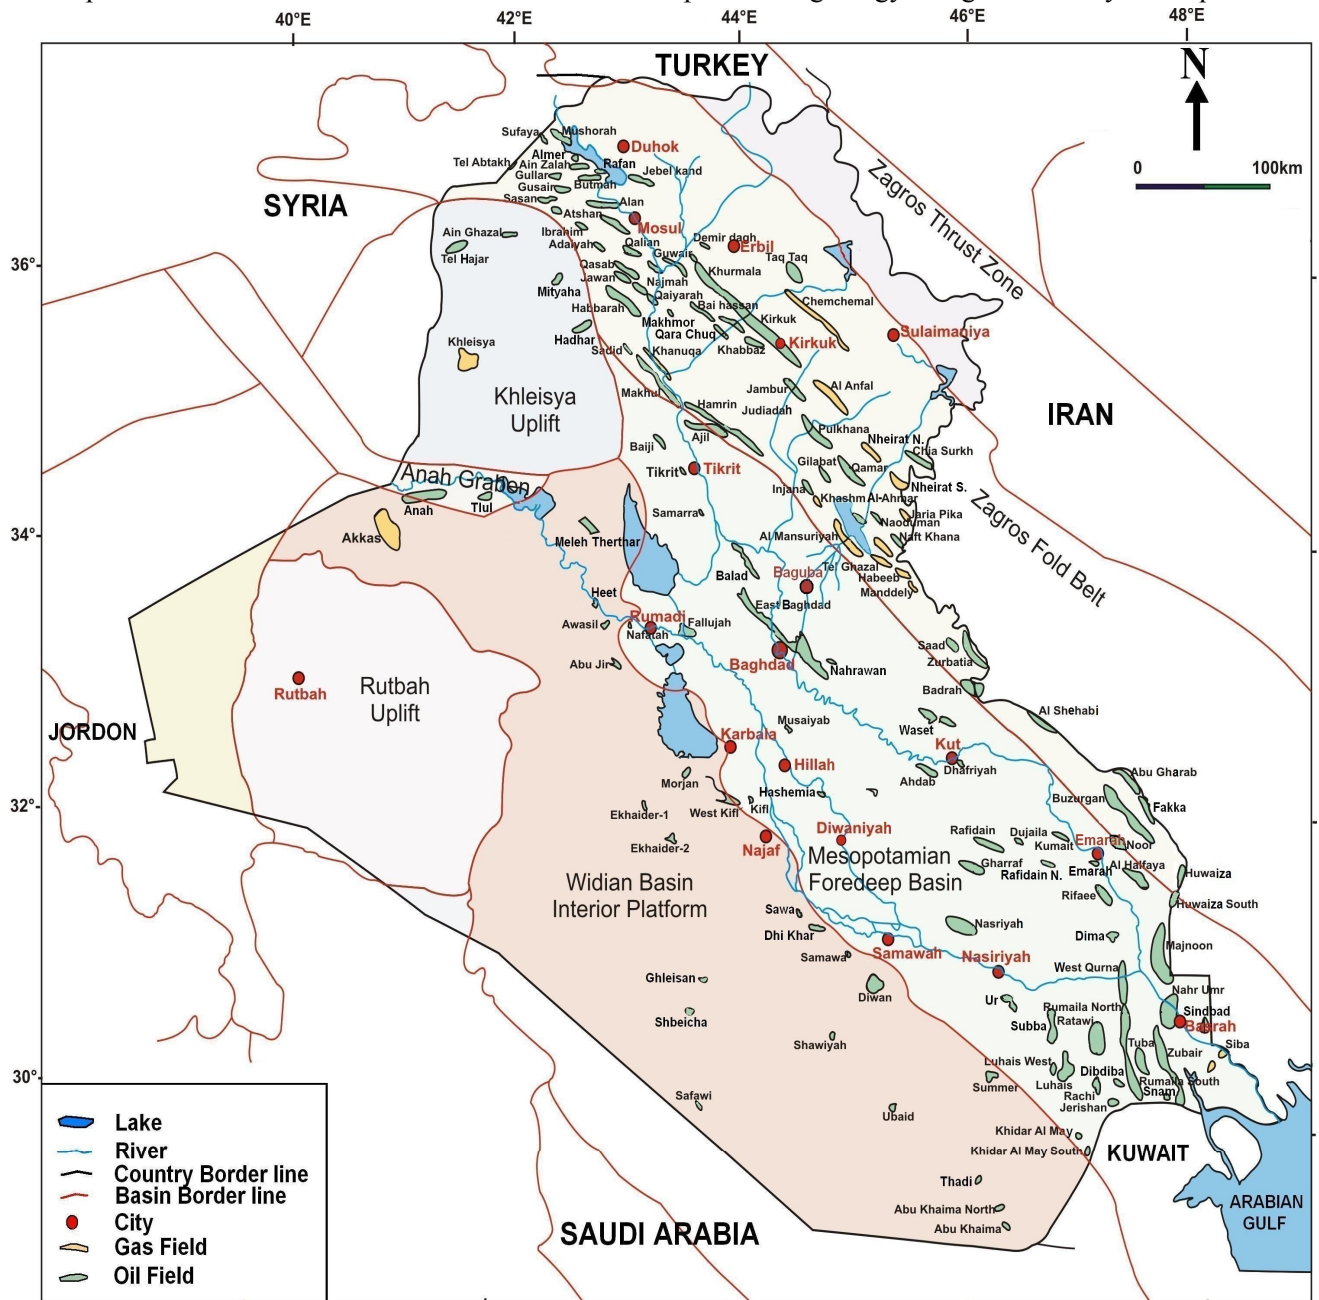 40°E
42°E
44°E
46°E
48°E
36°
34°
32°
30°
TURKEY
N
0
100km
SYRIA
IRAN
JORDON
SAUDI ARABIA
KUWAIT
ARABIAN
GULF
Zagros Thrust Zone
Zagros Fold Belt
Khleisya
Uplift
Anah Graben
Rutbah
Uplift
Widian Basin
Interior Platform
Mesopotamian
Foredeep Basin
Sufaya
Mushorah
Duhok
Almer
Tel Abtakh
Ain Zalah
Rafan
Gullar
Jebel kand
Gusair
Butmah
Sasan
Alan
Atshan
Mosul
Ain Ghazal
Ibrahim
Demir dagh
Adaiyah
Qalian
Erbil
Tel Hajar
Guwair
Taq Taq
Qasab
Khurmala
Jawan
Najmah
Mityaha
Qaiyarah
Chemchemal
Habbarah
Bai hassan
Makhmor
Kirkuk
Hadhar
Qara Chuq
Sulaimaniya
Khleisya
Sadid
Khanuqa
Khabbaz
Kirkuk
Makhul
Jambur
Al Anfal
Hamrin
Judiadah
Pulkhana
Baiji
Ajil
Nheirat N.
Chia Surkh
Tikrit
Tikrit
Gilabat
Qamar
Injana
Nheirat S.
Khashm Al-Ahmar
Anah
Tlul
Samarra
Jaria Pika
Naoduman
Akkas
Meleh Therthar
Al Mansuriyah
Naft Khana
Tel Ghazal
Balad
Baguba
Habeeb
Manddely
Heet
East Baghdad
Awasil
Rumadi
Nafatah
Fallujah
Saad
Abu Jir
Baghdad
Nahrawan
Zurbatia
Rutbah
Badrah
Musaiyab
Al Shehabi
Waset
Karbala
Kut
Hillah
Dhafriyah
Ahdab
Abu Gharab
Morjan
Hashemia
Buzurgan
Fakka
Ekhaider-1
West Kifl
Kifl
Ekhaider-2
Najaf
Diwaniyah
Rafidain
Dujaila
Kumait
Emarah
Noor
Gharraf
Rafidain N.
Emarah
Al Halfaya
Huwaiza
Rifaee
Huwaiza South
Sawa
Dhi Khar
Nasriyah
Dima
Majnoon
Samawa
Samawah
Nasiriyah
West Qurna
Ghleisan
Diwan
Ur
Nahr Umr
Rumaila North
Sindbad
Shbeicha
Subba
Ratawi
Basrah
Shawiyah
Tuba
Zubair
Siba
Luhais West
Dibdiba
Summer
Luhais
Rumaila South
Safawi
Rachi
Snam
Ubaid
Jerishan
Khidar Al May
Khidar Al May South
Thadi
Abu Khaima North
Abu Khaima
Lake
River
Country Border line
Basin Border line
City
Gas Field
Oil Field